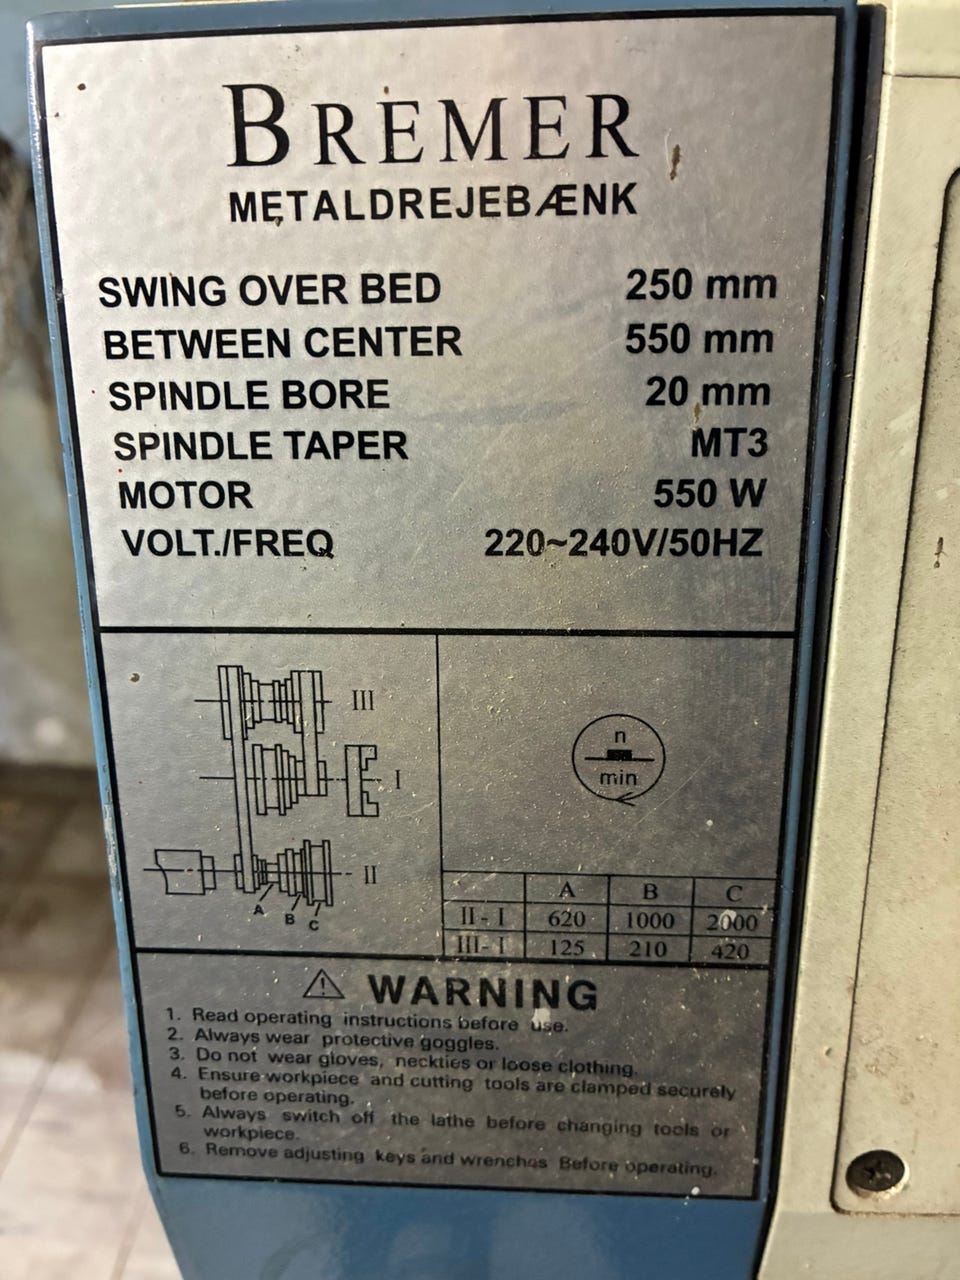 BREMER
METALDREJEBÆNK
SWING OVER BED 250 mm
BETWEEN CENTER 550 mm
SPINDLE BORE 20 mm
SPINDLE TAPER MT3
MOTOR 550 W
VOLT./FREQ 220~240V/50HZ
III
I
II
A
B
C
n
min
A B C
II - I 620 1000 2000
III- I 125 210 420
WARNING
1. Read operating instructions before use.
2. Always wear protective goggles.
3. Do not wear gloves, neckties or loose clothing.
4. Ensure workpiece and cutting tools are clamped securely
before operating.
5. Always switch off the lathe before changing tools or
workpiece.
6. Remove adjusting keys and wrenches Before operating.